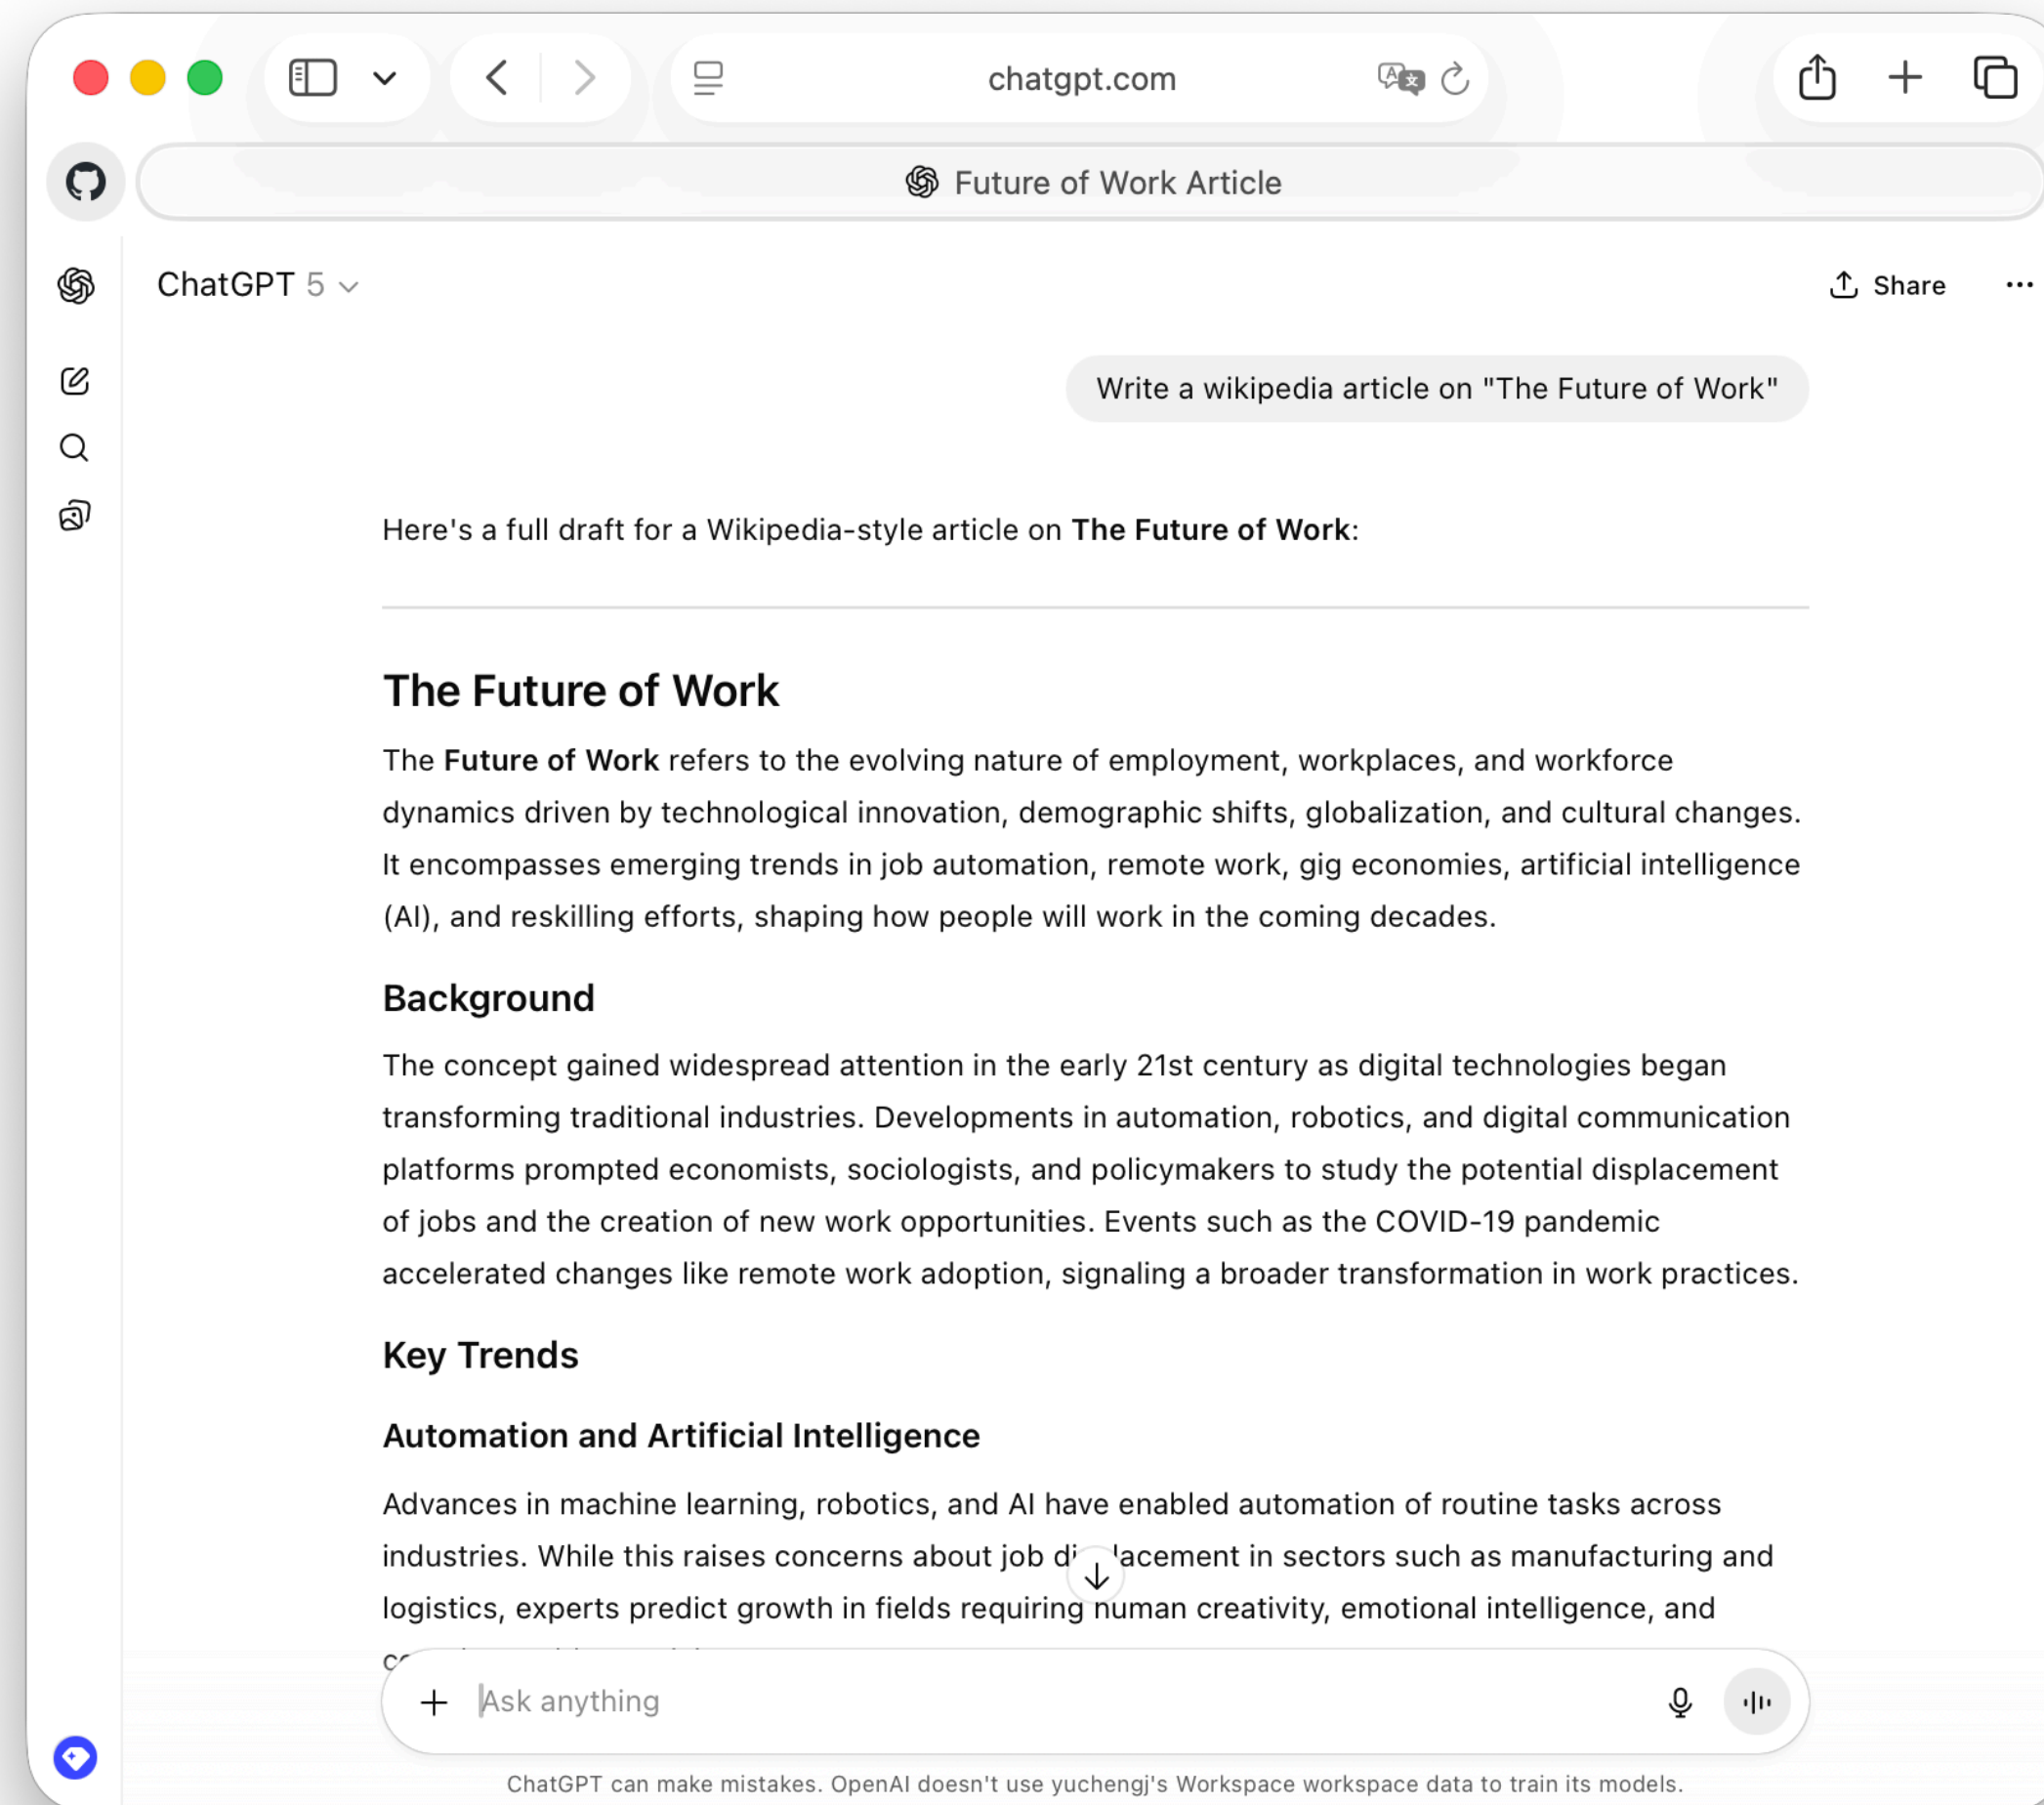 chatgpt.com
Future of Work Article
ChatGPT 5
Share
Write a wikipedia article on "The Future of Work"
Here's a full draft for a Wikipedia-style article on The Future of Work:
The Future of Work
The Future of Work refers to the evolving nature of employment, workplaces, and workforce
dynamics driven by technological innovation, demographic shifts, globalization, and cultural changes.
It encompasses emerging trends in job automation, remote work, gig economies, artificial intelligence
(AI), and reskilling efforts, shaping how people will work in the coming decades.
Background
The concept gained widespread attention in the early 21st century as digital technologies began
transforming traditional industries. Developments in automation, robotics, and digital communication
platforms prompted economists, sociologists, and policymakers to study the potential displacement
of jobs and the creation of new work opportunities. Events such as the COVID-19 pandemic
accelerated changes like remote work adoption, signaling a broader transformation in work practices.
Key Trends
Automation and Artificial Intelligence
Advances in machine learning, robotics, and AI have enabled automation of routine tasks across
industries. While this raises concerns about job displacement in sectors such as manufacturing and
logistics, experts predict growth in fields requiring human creativity, emotional intelligence, and
Ask anything
ChatGPT can make mistakes. OpenAI doesn't use yuchengj's Workspace workspace data to train its models.